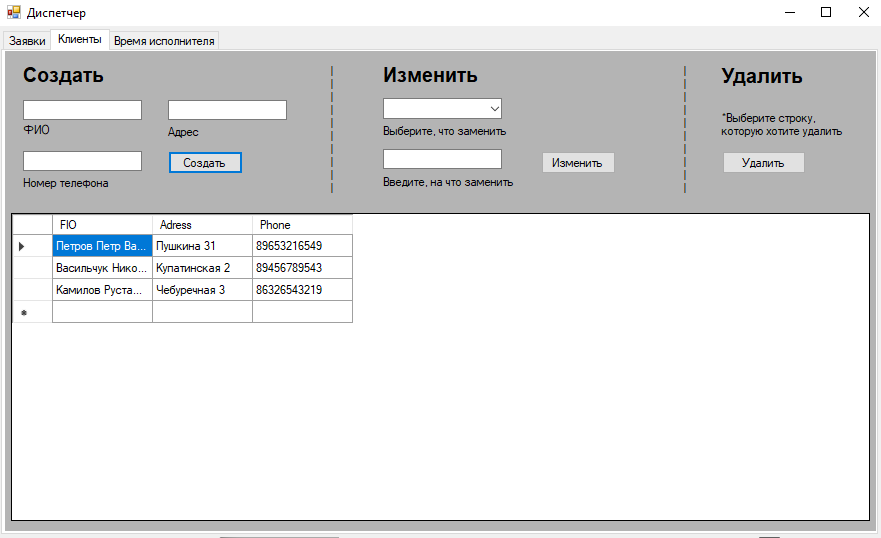 Диспетчер
Заявки Клиенты Время исполнителя
Создать
ФИО
Адрес
Номер телефона
Создать
Изменить
Выберите, что заменить
Введите, на что заменить
Изменить
Удалить
*Выберите строку,
которую хотите удалить
Удалить
FIO Adress Phone
Петров Петр Ва... Пушкина 31 89653216549
Васильчук Нико... Купатинская 2 89456789543
Камилов Руста... Чебуречная 3 86326543219